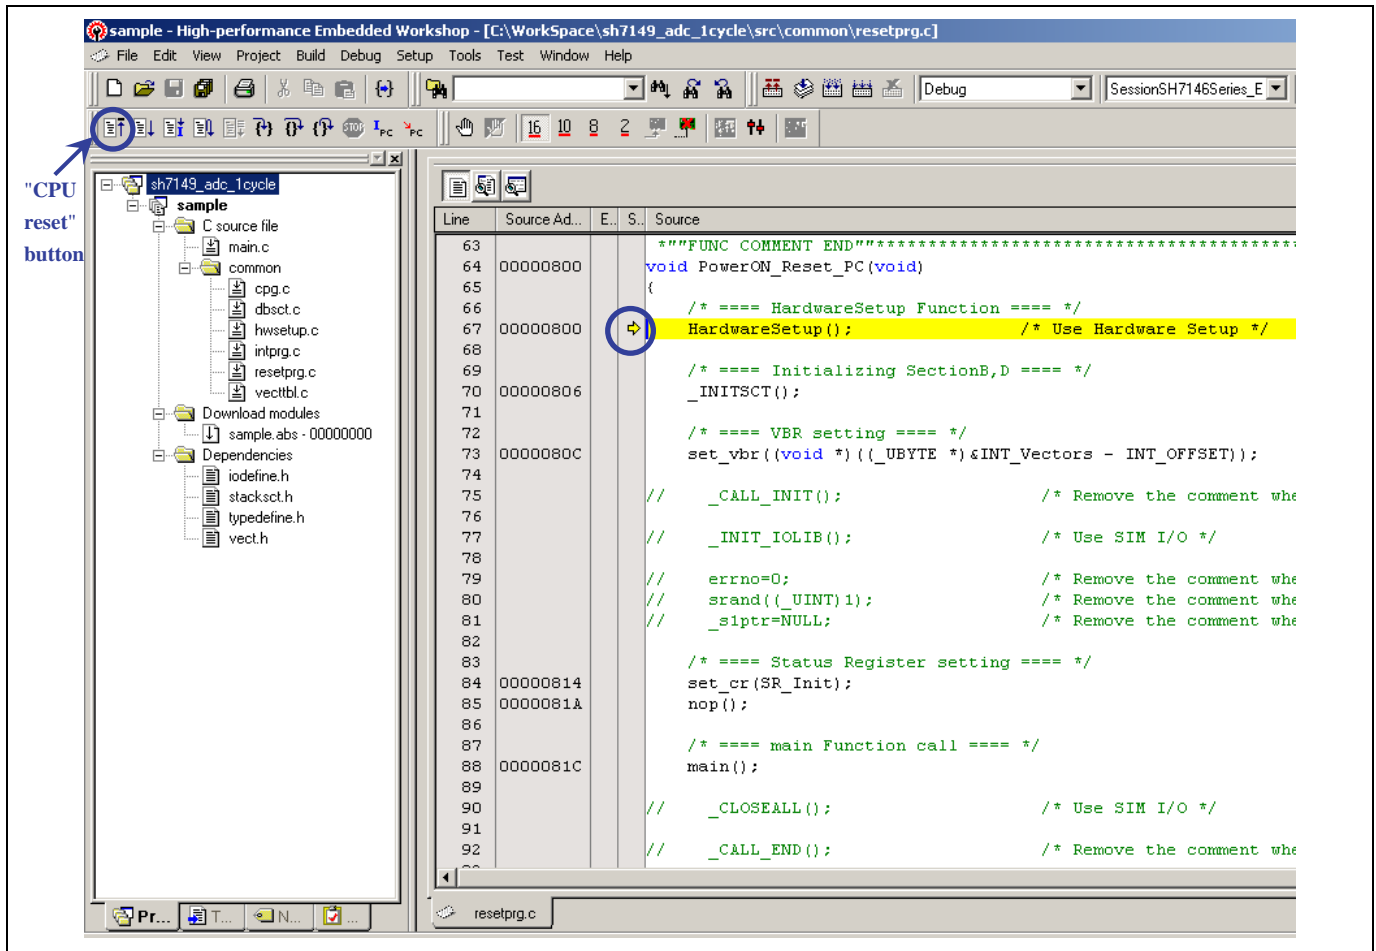 sample - High-performance Embedded Workshop - [C:\WorkSpace\sh7149_adc_1cycle\src\common\resetprg.c]
File Edit View Project Build Debug Setup Tools Test Window Help
Debug
SessionSH7146Series_E
STOP I PC PC 16 10 8 2
"CPU
reset"
button
sh7149_adc_1cycle
sample
C source file
main.c
common
cpg.c
dbsct.c
hwsetup.c
intprg.c
resetprg.c
vecttbl.c
Download modules
sample.abs - 00000000
Dependencies
iodefine.h
stacksct.h
typedefine.h
vect.h
Pr... T... N... ...
Line Source Ad... E.. S.. Source
63 *""FUNC COMMENT END""*****************************************
64 00000800 void PowerON_Reset_PC(void)
65 {
66 /* ==== HardwareSetup Function ==== */
67 00000800 HardwareSetup(); /* Use Hardware Setup */
68
69 /* ==== Initializing SectionB,D ==== */
70 00000806 _INITSCT();
71
72 /* ==== VBR setting ==== */
73 0000080C set_vbr((void *)((_UBYTE *)&INT_Vectors - INT_OFFSET));
74
75 // _CALL_INIT(); /* Remove the comment whe
76
77 // _INIT_IOLIB(); /* Use SIM I/O */
78
79 // errno=0; /* Remove the comment whe
80 // srand((_UINT)1); /* Remove the comment whe
81 // _s1ptr=NULL; /* Remove the comment whe
82
83 /* ==== Status Register setting ==== */
84 00000814 set_cr(SR_Init);
85 0000081A nop();
86
87 /* ==== main Function call ==== */
88 0000081C main();
89
90 // _CLOSEALL(); /* Use SIM I/O */
91
92 // _CALL_END(); /* Remove the comment whe
resetprg.c